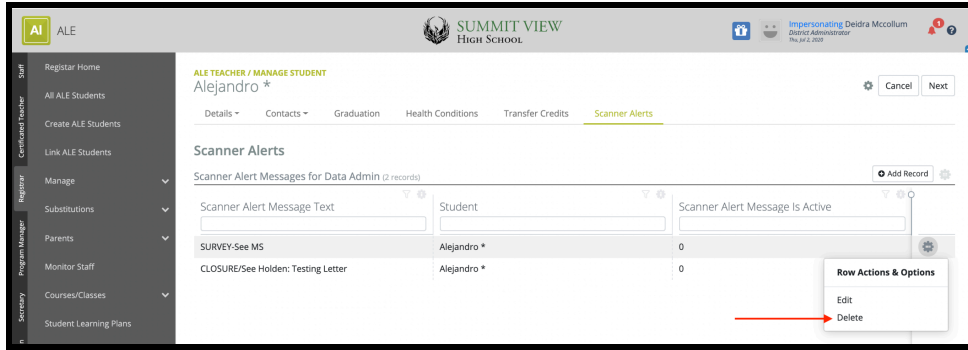 AI ALE
SUMMIT VIEW
HIGH SCHOOL
Impersonating Deidra Mccollum
District Administrator
Thu, Jul 2, 2020
1
Staff
Certificated Teacher
Registrar
Program Manager
Secretary
Registar Home
All ALE Students
Create ALE Students
Link ALE Students
Manage
Substitutions
Parents
Monitor Staff
Courses/Classes
Student Learning Plans
ALE TEACHER / MANAGE STUDENT
Alejandro *
Cancel Next
Details Contacts Graduation Health Conditions Transfer Credits Scanner Alerts
Scanner Alerts
Scanner Alert Messages for Data Admin (2 records)
Add Record
Scanner Alert Message Text Student Scanner Alert Message Is Active
SURVEY-See MS Alejandro * 0
CLOSURE/See Holden: Testing Letter Alejandro * 0
Row Actions & Options
Edit
Delete